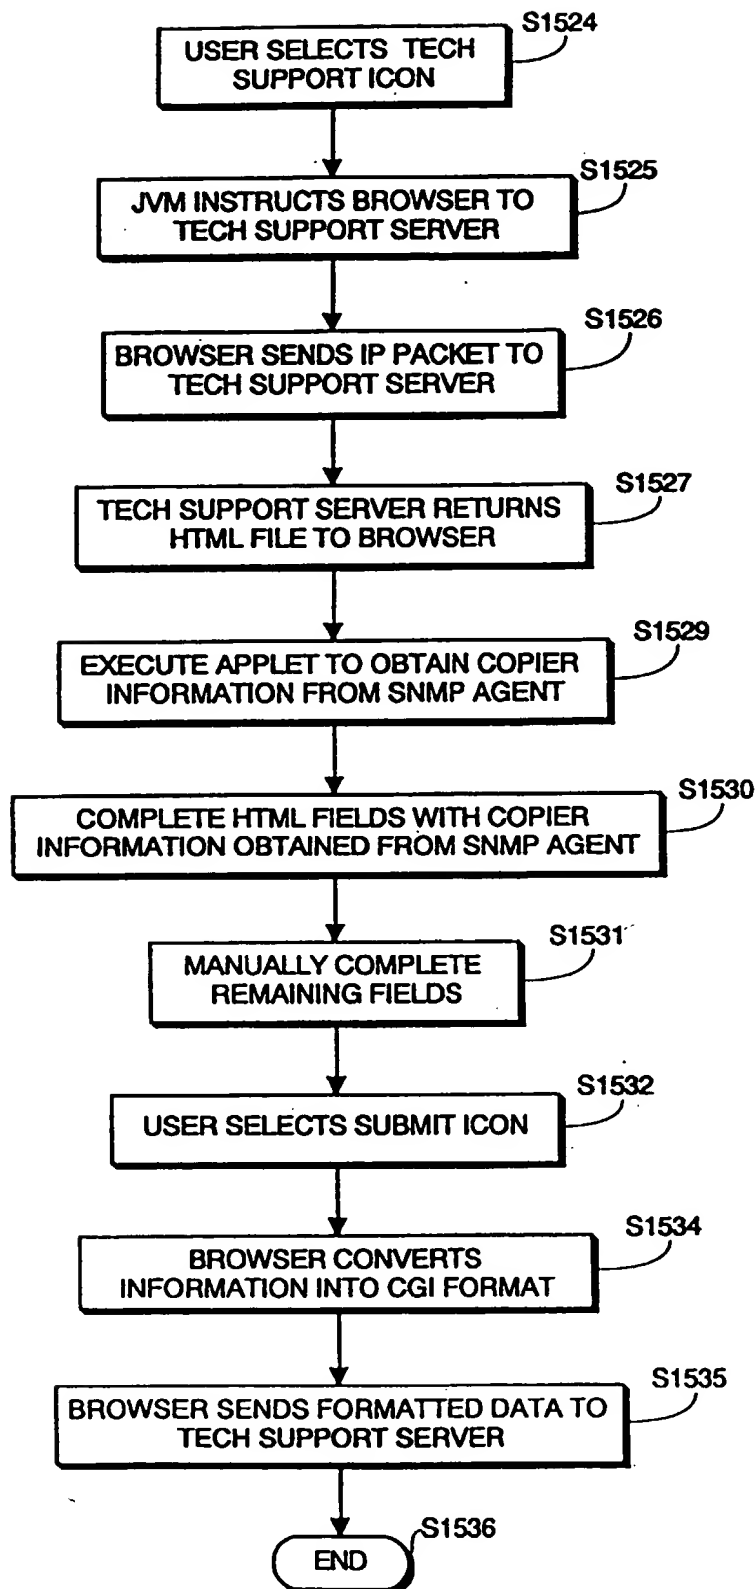 S1524
USER SELECTS TECH
SUPPORT ICON
S1525
JVM INSTRUCTS BROWSER TO
TECH SUPPORT SERVER
S1526
BROWSER SENDS IP PACKET TO
TECH SUPPORT SERVER
S1527
TECH SUPPORT SERVER RETURNS
HTML FILE TO BROWSER
S1529
EXECUTE APPLET TO OBTAIN COPIER
INFORMATION FROM SNMP AGENT
S1530
COMPLETE HTML FIELDS WITH COPIER
INFORMATION OBTAINED FROM SNMP AGENT
S1531
MANUALLY COMPLETE
REMAINING FIELDS
S1532
USER SELECTS SUBMIT ICON
S1534
BROWSER CONVERTS
INFORMATION INTO CGI FORMAT
S1535
BROWSER SENDS FORMATTED DATA TO
TECH SUPPORT SERVER
S1536
END